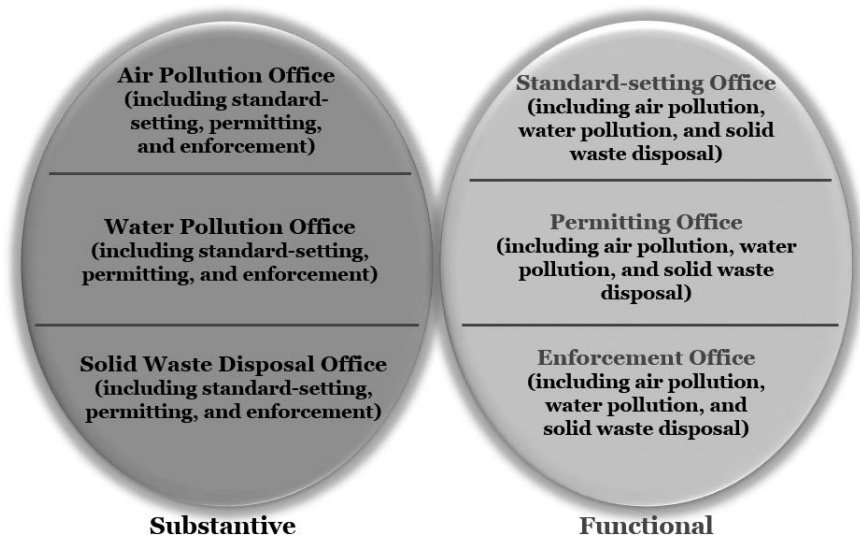 Air Pollution Office
(including standard-
setting, permitting,
and enforcement)
Water Pollution Office
(including standard-setting,
permitting, and enforcement)
Solid Waste Disposal Office
(including standard-setting,
permitting, and enforcement)
Substantive
Standard-setting Office
(including air pollution,
water pollution, and solid
waste disposal)
Permitting Office
(including air pollution, water
pollution, and solid waste
disposal)
Enforcement Office
(including air pollution,
water pollution, and
solid waste disposal)
Functional